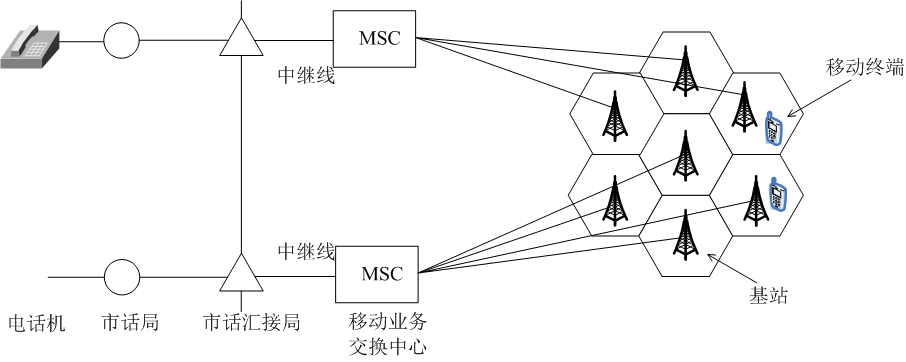 MSC
中继线
移动终端
中继线
MSC
基站
电话机
市话局
市话汇接局
移动业务
交换中心